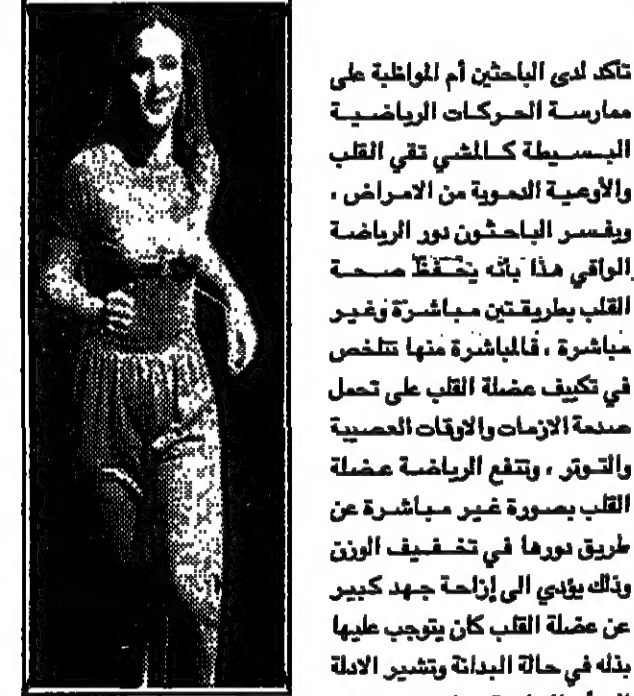 تأكد لدى الباحثين أم المواظبة على
ممارسة الحركات الرياضية
البسيطة كالمشي تقي القلب
والأوعية الدموية من الامراض ،
ويفسر الباحثون دور الرياضة
الواقي هذا بأنه يحفظ صحة
القلب بطريقتين مباشرة وغير
مباشرة ، فالمباشرة منها تتلخص
في تكييف عضلة القلب على تحمل
صدمة الازمات والاوقات العصبية
والتوتر ، وتنفع الرياضة عضلة
القلب بصورة غير مباشرة عن
طريق دورها في تخفيف الوزن
وذلك يؤدي الى إزاحة جهد كبير
عن عضلة القلب كان يتوجب عليها
بذله في حالة البدانة وتشير الادلة